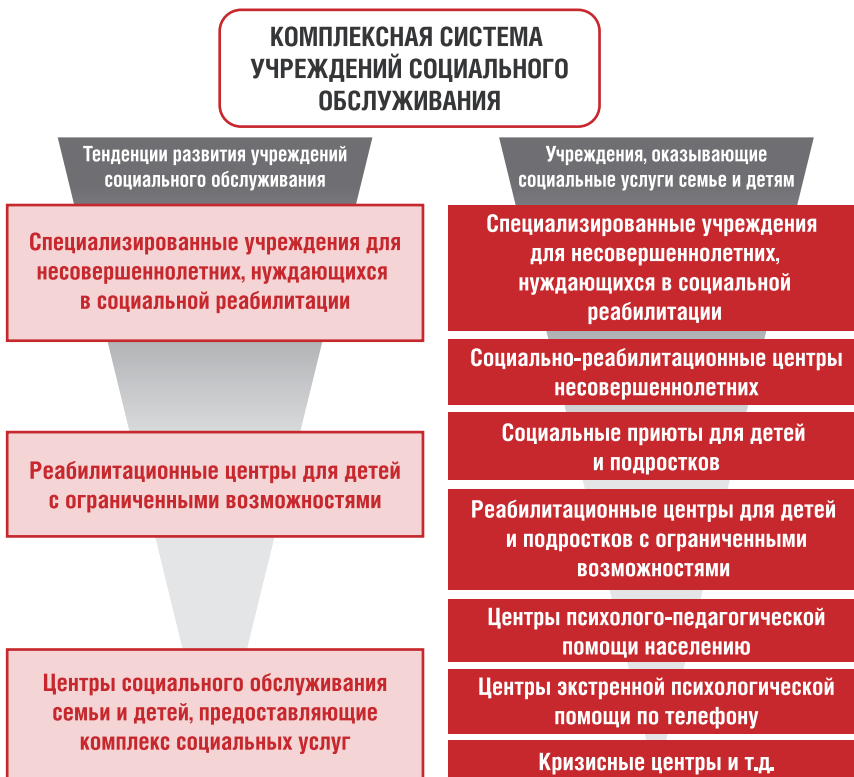 КОМПЛЕКСНАЯ СИСТЕМА
УЧРЕЖДЕНИЙ СОЦИАЛЬНОГО
ОБСЛУЖИВАНИЯ
Тенденции развития учреждений
социального обслуживания
Специализированные учреждения для
несовершеннолетних, нуждающихся
в социальной реабилитации
Реабилитационные центры для детей
с ограниченными возможностями
Центры социального обслуживания
семьи и детей, предоставляющие
комплекс социальных услуг
Учреждения, оказывающие
социальные услуги семье и детям
Специализированные учреждения
для несовершеннолетних,
нуждающихся в социальной
реабилитации
Социально-реабилитационные центры
несовершеннолетних
Социальные приюты для детей
и подростков
Реабилитационные центры для детей
и подростков с ограниченными
возможностями
Центры психолого-педагогической
помощи населению
Центры экстренной психологической
помощи по телефону
Кризисные центры и т.д.